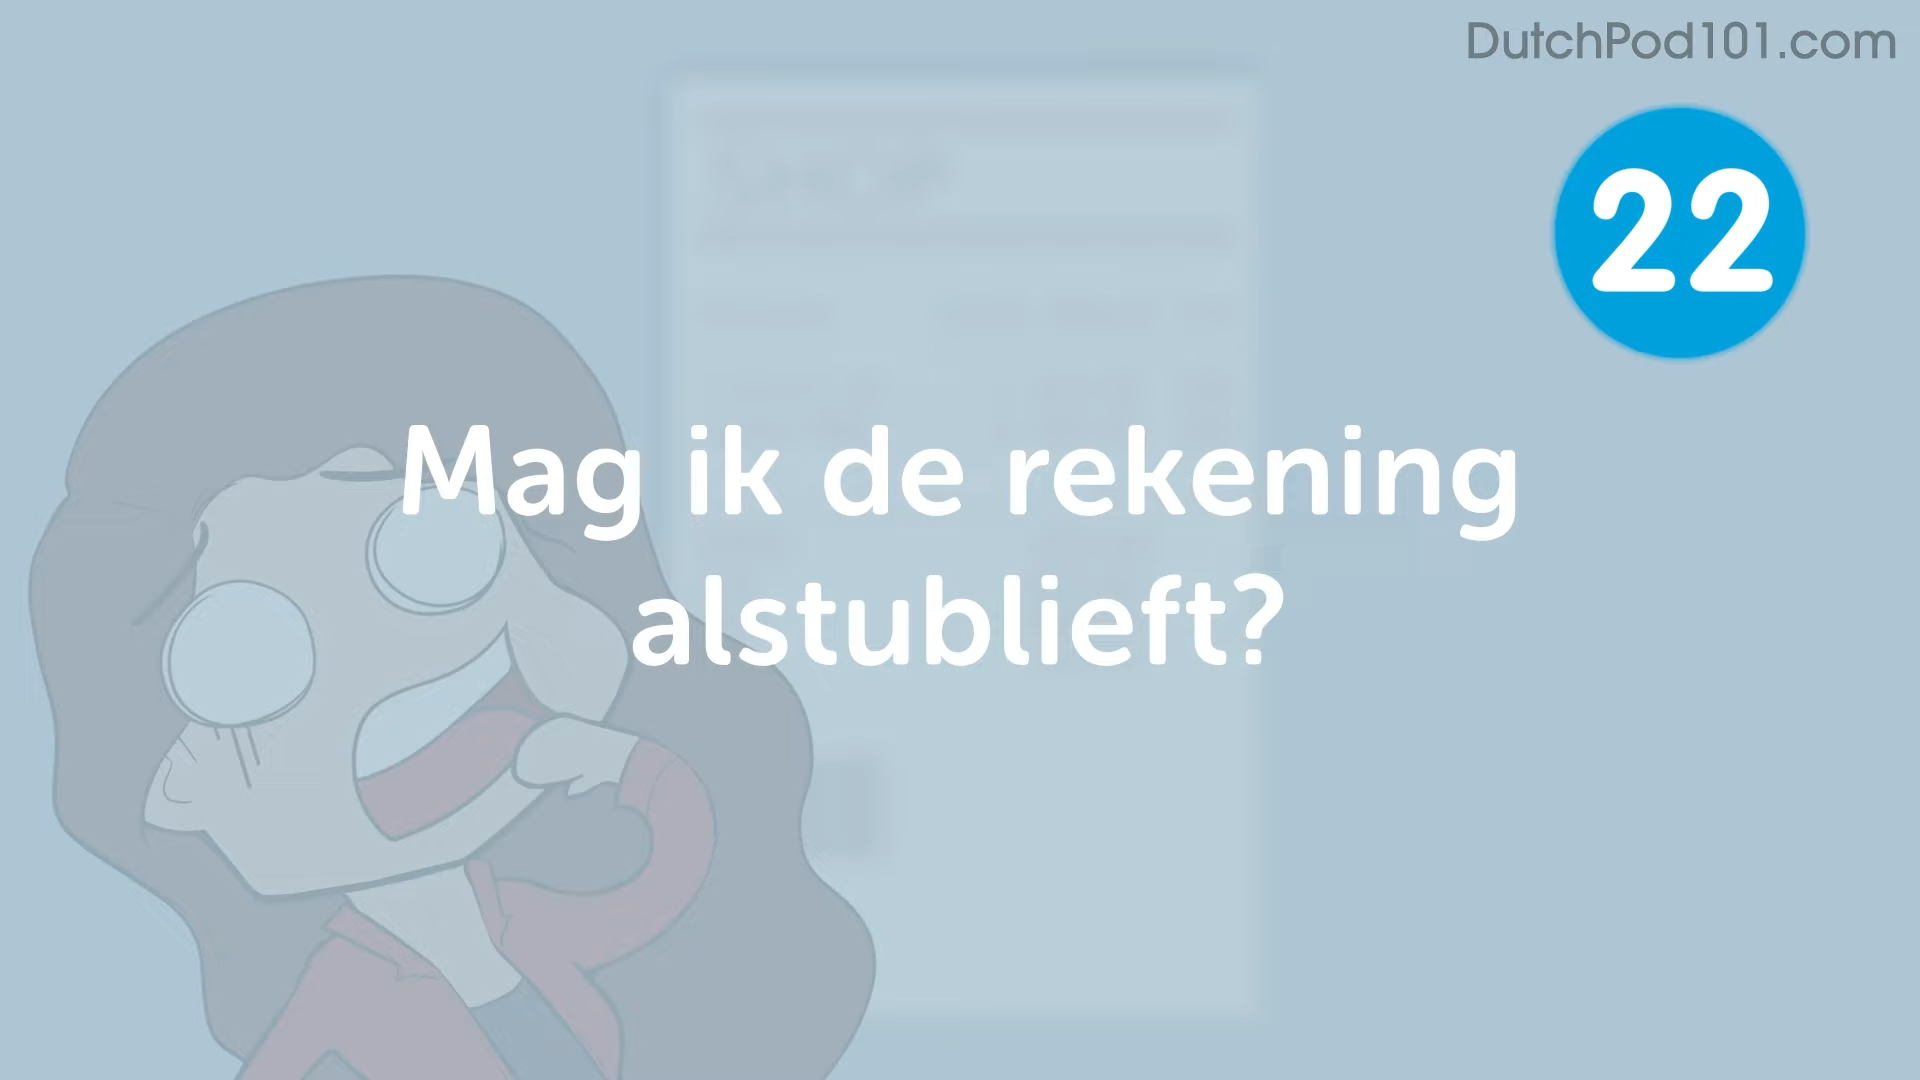 DutchPod101.com
22
Mag ik de rekening
alstublieft?